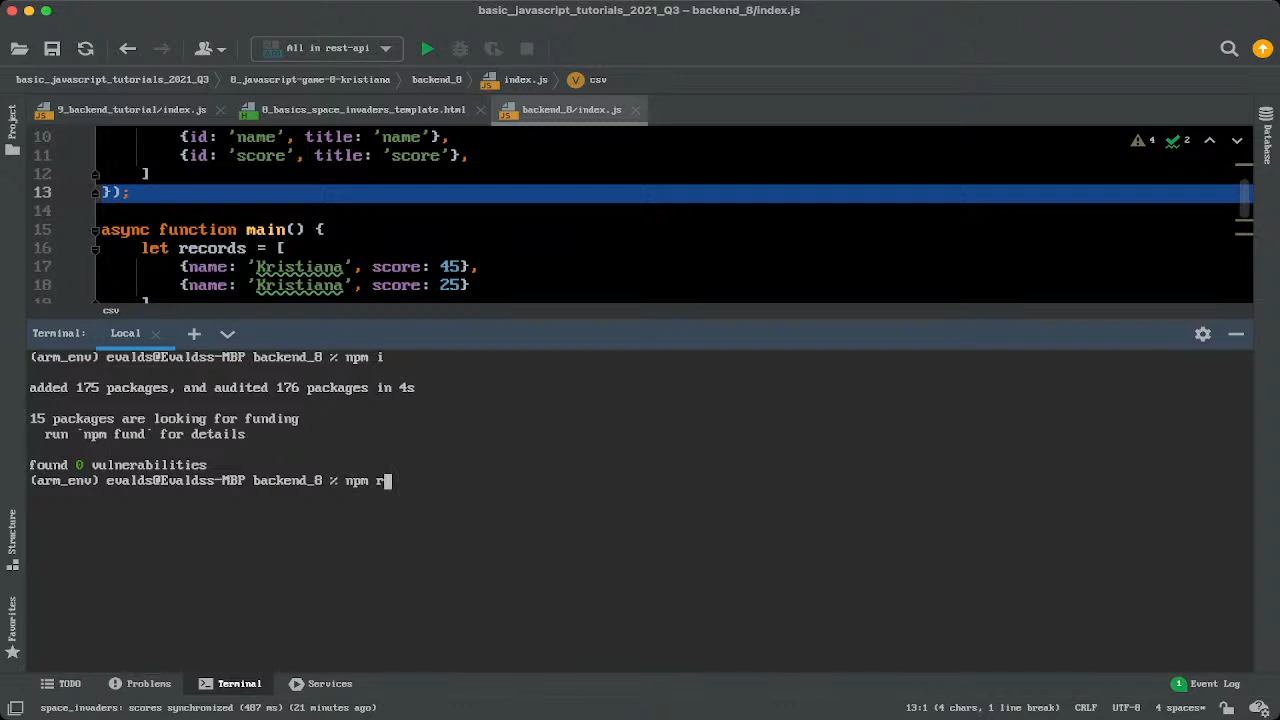 basic_javascript_tutorials_2021_Q3 – backend_8/index.js
All in rest-api
basic_javascript_tutorials_2021_Q3 8_javascript-game-8-kristiana backend_8 index.js csv
9_backend_tutorial/index.js 8_basics_space_invaders_template.html backend_8/index.js
10 {id: 'name', title: 'name'},
11 {id: 'score', title: 'score'},
12 ]
13 });
14
15 async function main() {
16 let records = [
17 {name: 'Kristiana', score: 45},
18 {name: 'Kristiana', score: 25}
19 ]
4 2
csv
Terminal: Local
(arm_env) evalds@Evaldss-MBP backend_8 % npm i
added 175 packages, and audited 176 packages in 4s
15 packages are looking for funding
run `npm fund` for details
found 0 vulnerabilities
(arm_env) evalds@Evaldss-MBP backend_8 % npm r
Project
Structure
Favorites
Database
TODO Problems Terminal Services 1 Event Log
space_invaders: scores synchronized (487 ms) (21 minutes ago) 13:1 (4 chars, 1 line break) CRLF UTF-8 4 spaces